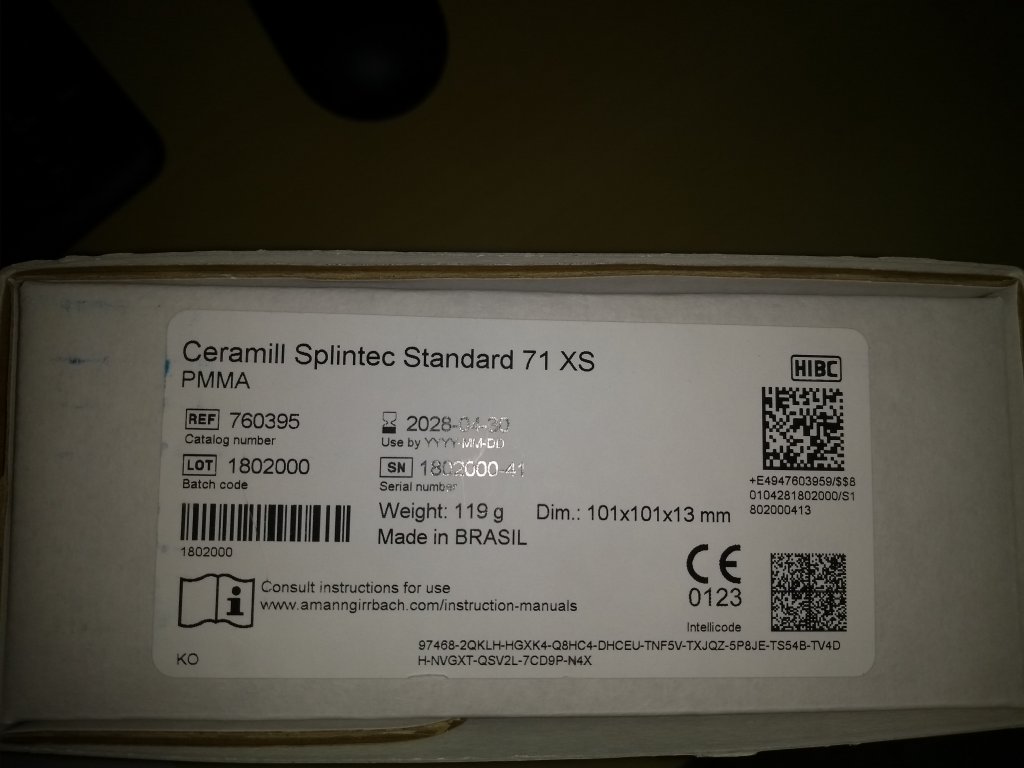 Ceramill Splintec Standard 71 XS
PMMA
HIBC
REF 760395
Catalog number
2028-04-30
Use by YYYY-MM-DD
LOT 1802000
Batch code
SN 1802000-41
Serial number
+E4947603959/$$8
0104281802000/S1
802000413
Weight: 119 g Dim.: 101x101x13 mm
Made in BRASIL
1802000
CE
0123
Consult instructions for use
www.amanngirrbach.com/instruction-manuals
Intellicode
97468-2QKLH-HGXK4-Q8HC4-DHCEU-TNF5V-TXJQZ-5P8JE-TS54B-TV4D
H-NVGXT-QSV2L-7CD9P-N4X
KO